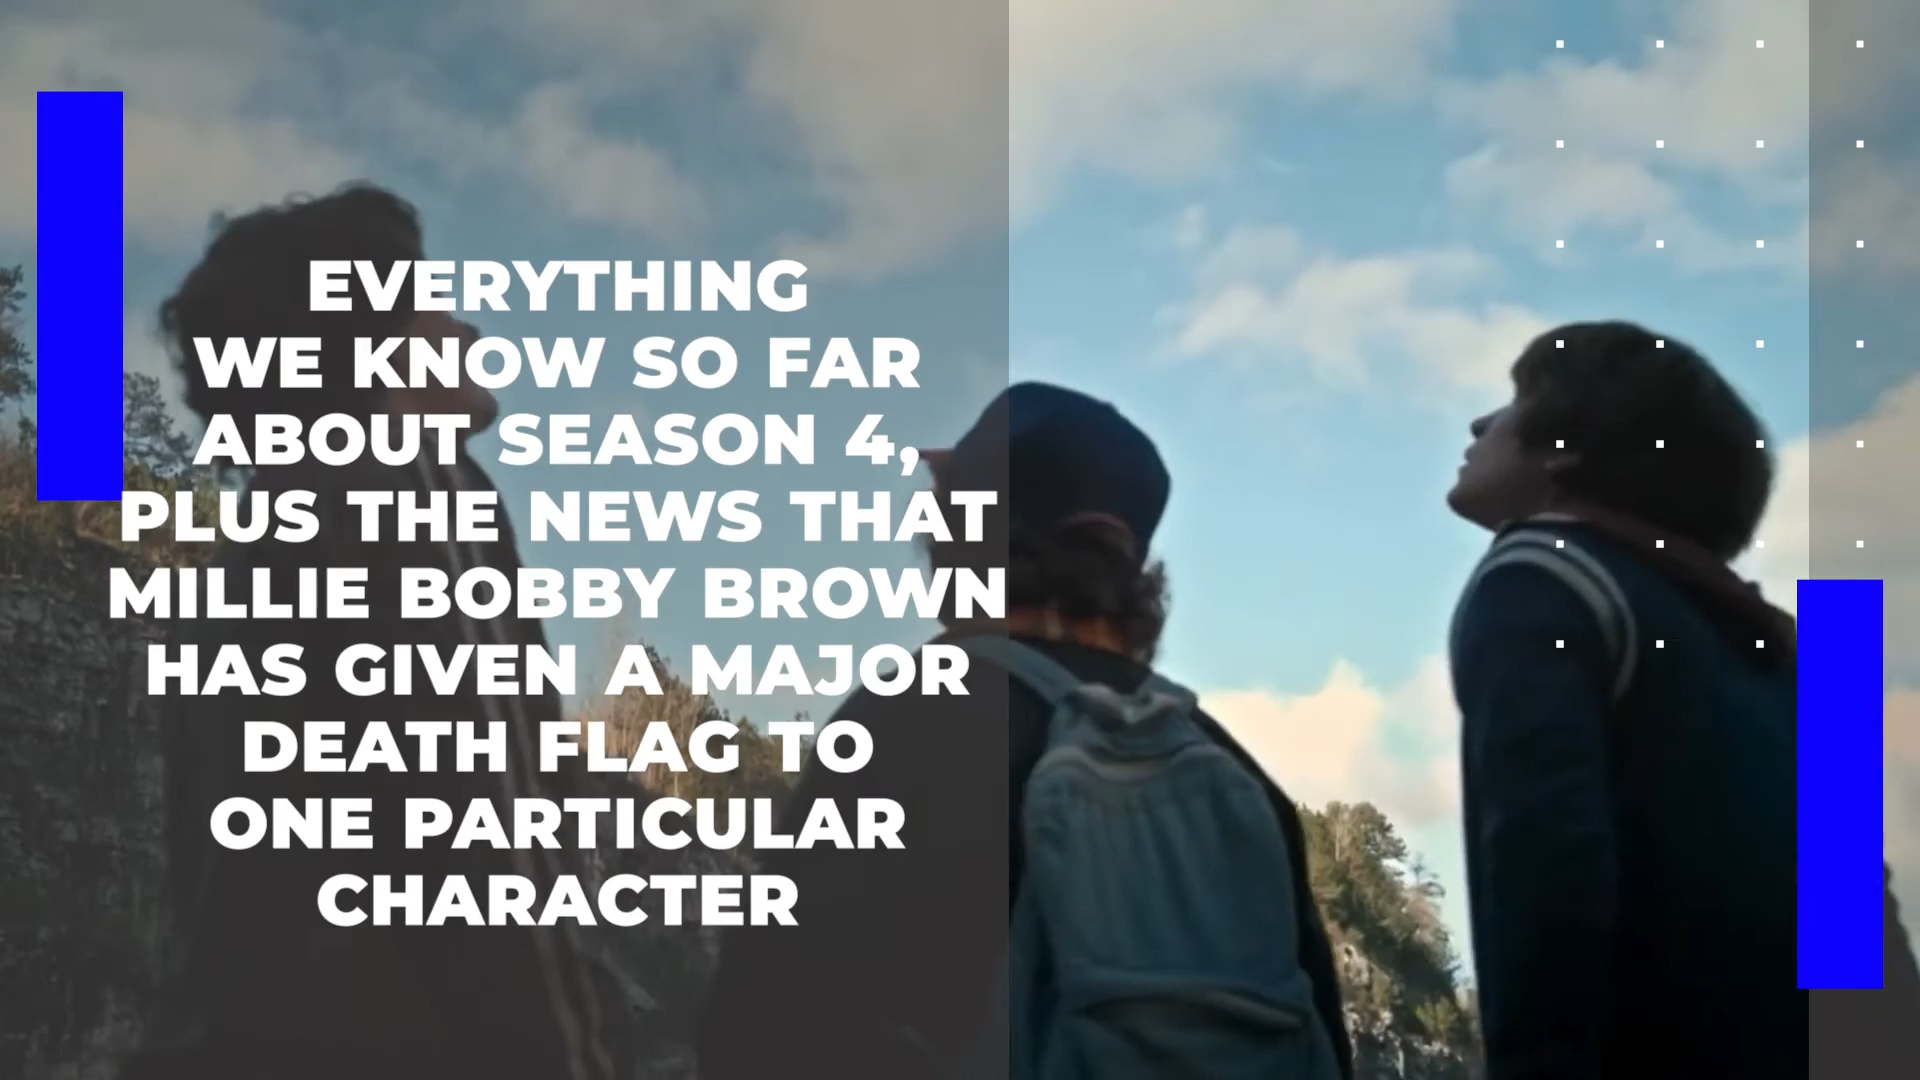 EVERYTHING
WE KNOW SO FAR
ABOUT SEASON 4,
PLUS THE NEWS THAT
MILLIE BOBBY BROWN
HAS GIVEN A MAJOR
DEATH FLAG TO
ONE PARTICULAR
CHARACTER